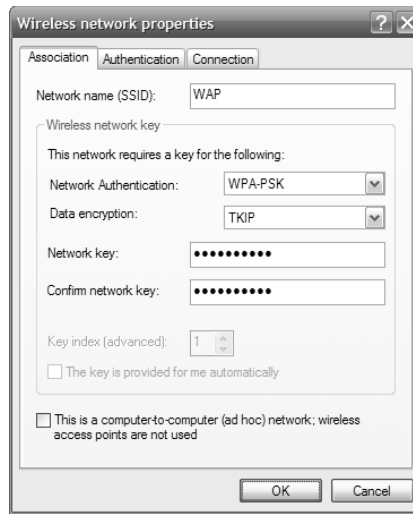 Wireless network properties
Association Authentication Connection
Network name (SSID): WAP
Wireless network key
This network requires a key for the following:
Network Authentication: WPA-PSK
Data encryption: TKIP
Network key: ••••••••••
Confirm network key: ••••••••••
Key index (advanced): 1
The key is provided for me automatically
This is a computer-to-computer (ad hoc) network; wireless
access points are not used
OK Cancel